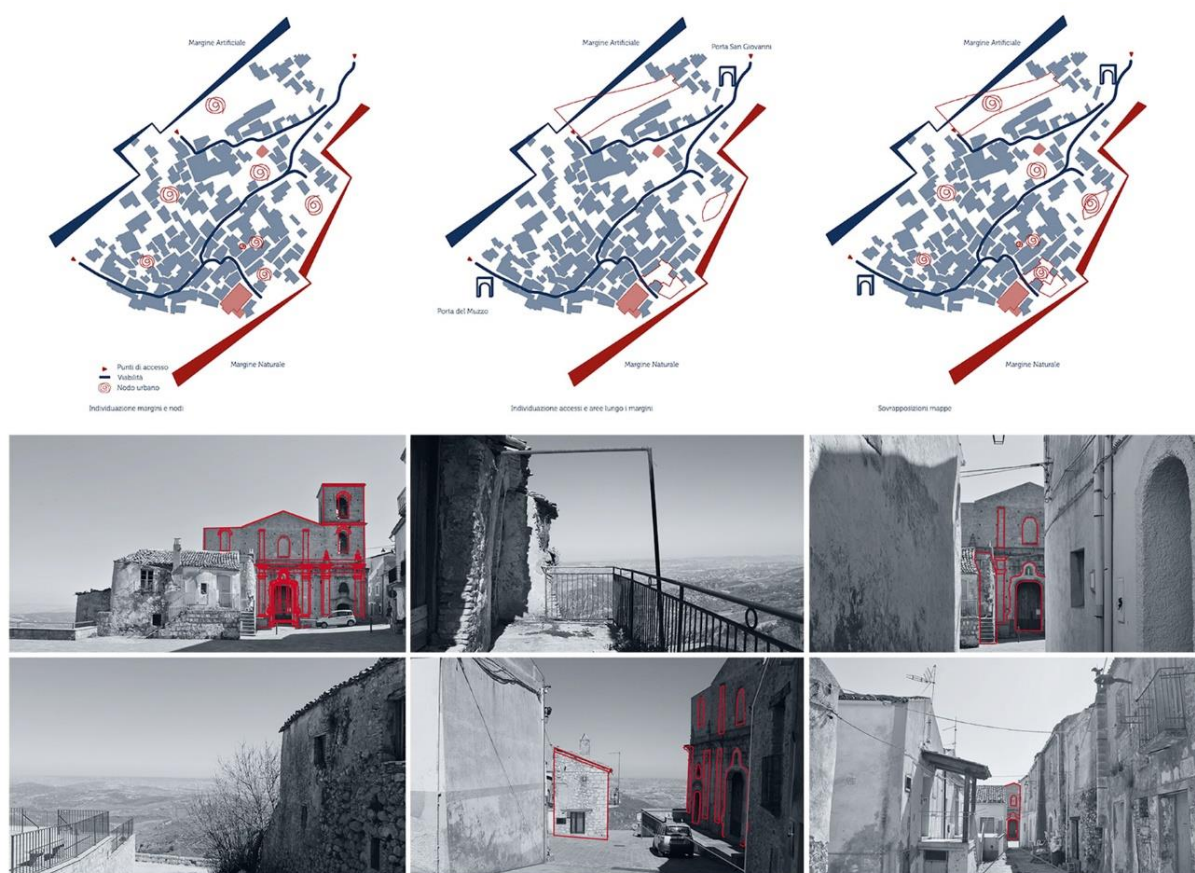 Margine Artificiale
Margine Artificiale
Porta San Giovanni
Margine Artificiale
Porta del Muzzo
Margine Naturale
Margine Naturale
Margine Naturale
Punti di accesso
Visibilità
Nodo urbano
Individuazione margini e nodi
Individuazione accessi e aree lungo i margini
Sovrapposizioni mappe